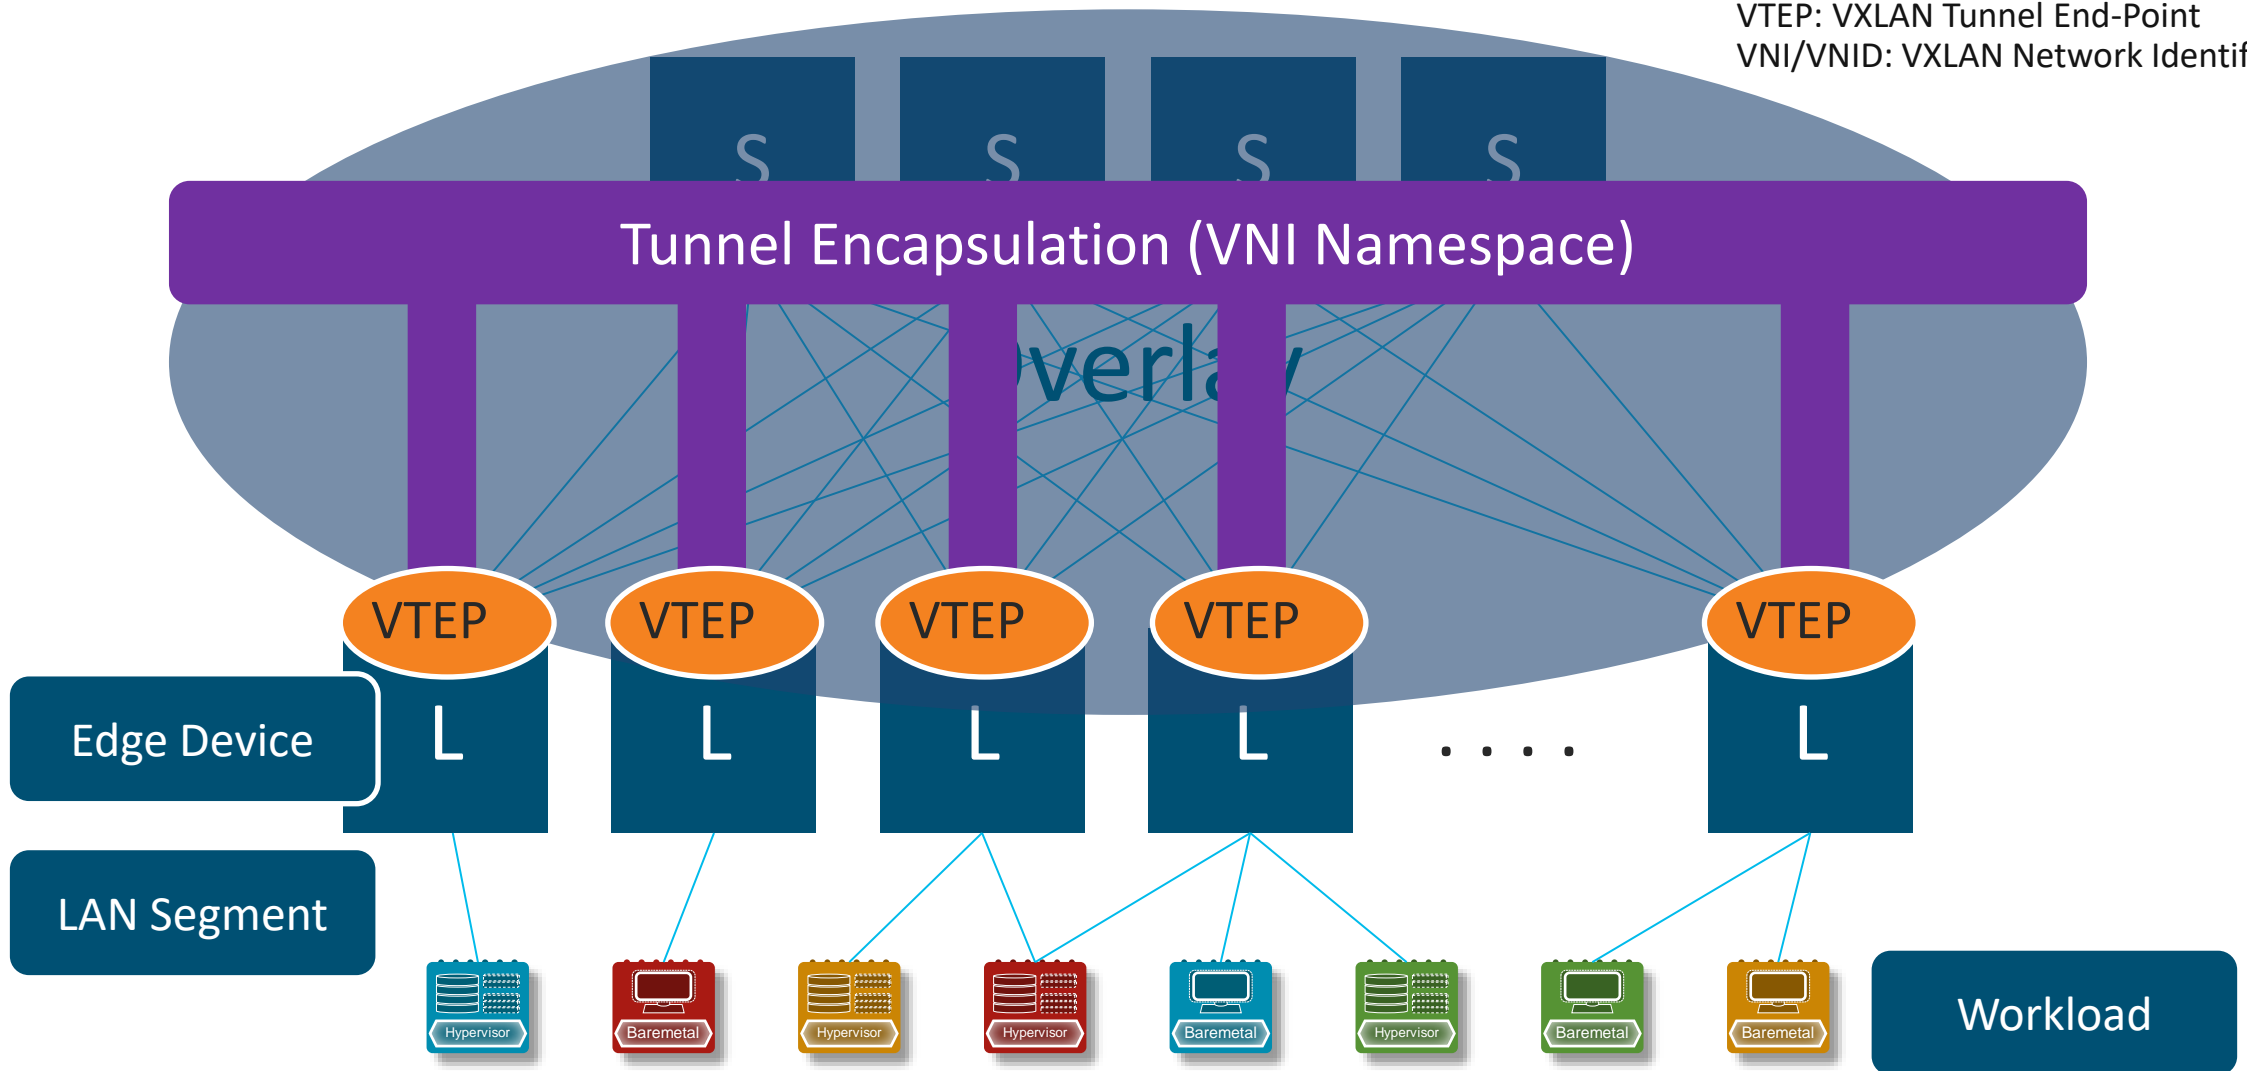 VTEP: VXLAN Tunnel End-Point
VNI/VNID: VXLAN Network Identif
S S S S
Tunnel Encapsulation (VNI Namespace)
VTEP VTEP VTEP VTEP VTEP
Edge Device
L L L L . . . . L
LAN Segment
Hypervisor Baremetal Hypervisor Hypervisor Baremetal Hypervisor Baremetal Baremetal
Workload